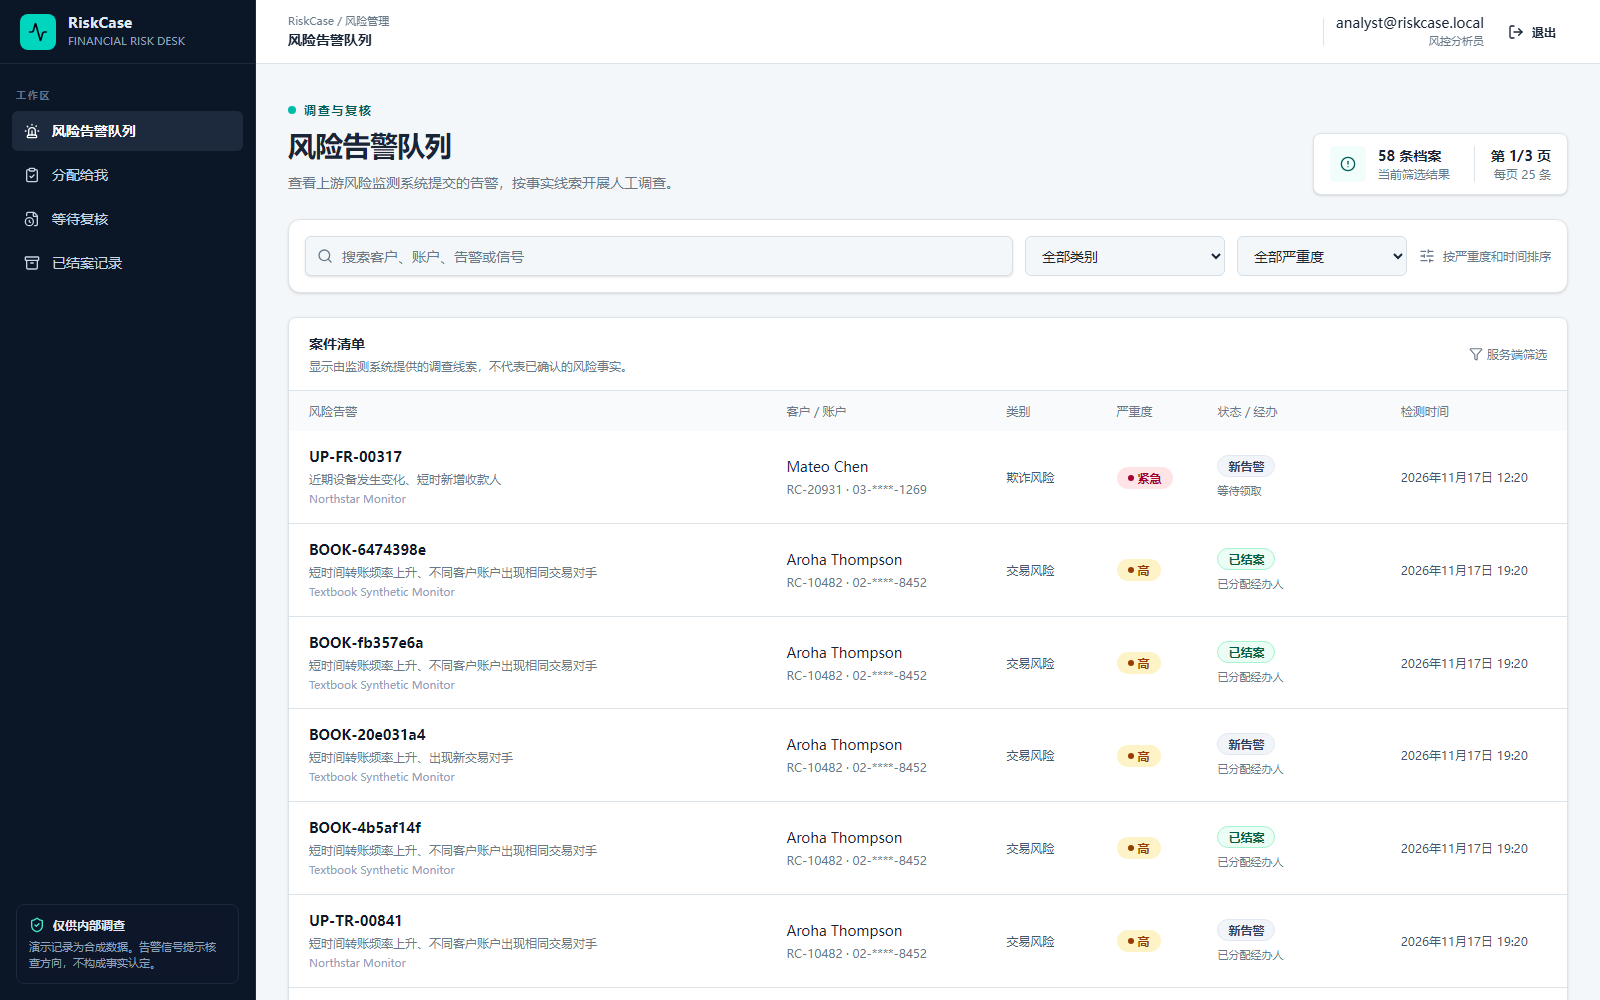 RiskCase
FINANCIAL RISK DESK
工作区
风险告警队列
分配给我
等待复核
已结案记录
仅供内部调查
演示记录为合成数据。告警信号提示核
查方向，不构成事实认定。
RiskCase / 风险管理
风险告警队列
analyst@riskcase.local
风控分析员
退出
调查与复核
风险告警队列
查看上游风险监测系统提交的告警，按事实线索开展人工调查。
58 条档案
当前筛选结果
第 1/3 页
每页 25 条
搜索客户、账户、告警或信号
全部类别
全部严重度
按严重度和时间排序
案件清单
显示由监测系统提供的调查线索，不代表已确认的风险事实。
服务端筛选
风险告警 客户 / 账户 类别 严重度 状态 / 经办 检测时间
UP-FR-00317
近期设备发生变化、短时新增收款人
Northstar Monitor
Mateo Chen
RC-20931 · 03-****-1269
欺诈风险
紧急
新告警
等待领取
2026年11月17日 12:20
BOOK-6474398e
短时间转账频率上升、不同客户账户出现相同交易对手
Textbook Synthetic Monitor
Aroha Thompson
RC-10482 · 02-****-8452
交易风险
高
已结案
已分配经办人
2026年11月17日 19:20
BOOK-fb357e6a
短时间转账频率上升、不同客户账户出现相同交易对手
Textbook Synthetic Monitor
Aroha Thompson
RC-10482 · 02-****-8452
交易风险
高
已结案
已分配经办人
2026年11月17日 19:20
BOOK-20e031a4
短时间转账频率上升、出现新交易对手
Textbook Synthetic Monitor
Aroha Thompson
RC-10482 · 02-****-8452
交易风险
高
新告警
已分配经办人
2026年11月17日 19:20
BOOK-4b5af14f
短时间转账频率上升、不同客户账户出现相同交易对手
Textbook Synthetic Monitor
Aroha Thompson
RC-10482 · 02-****-8452
交易风险
高
已结案
已分配经办人
2026年11月17日 19:20
UP-TR-00841
短时间转账频率上升、不同客户账户出现相同交易对手
Northstar Monitor
Aroha Thompson
RC-10482 · 02-****-8452
交易风险
高
新告警
已分配经办人
2026年11月17日 19:20